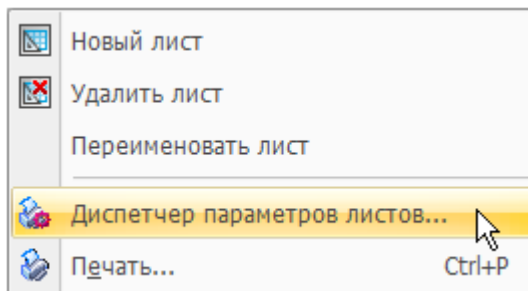 Новый лист
Удалить лист
Переименовать лист
Диспетчер параметров листов...
Печать... Ctrl+P